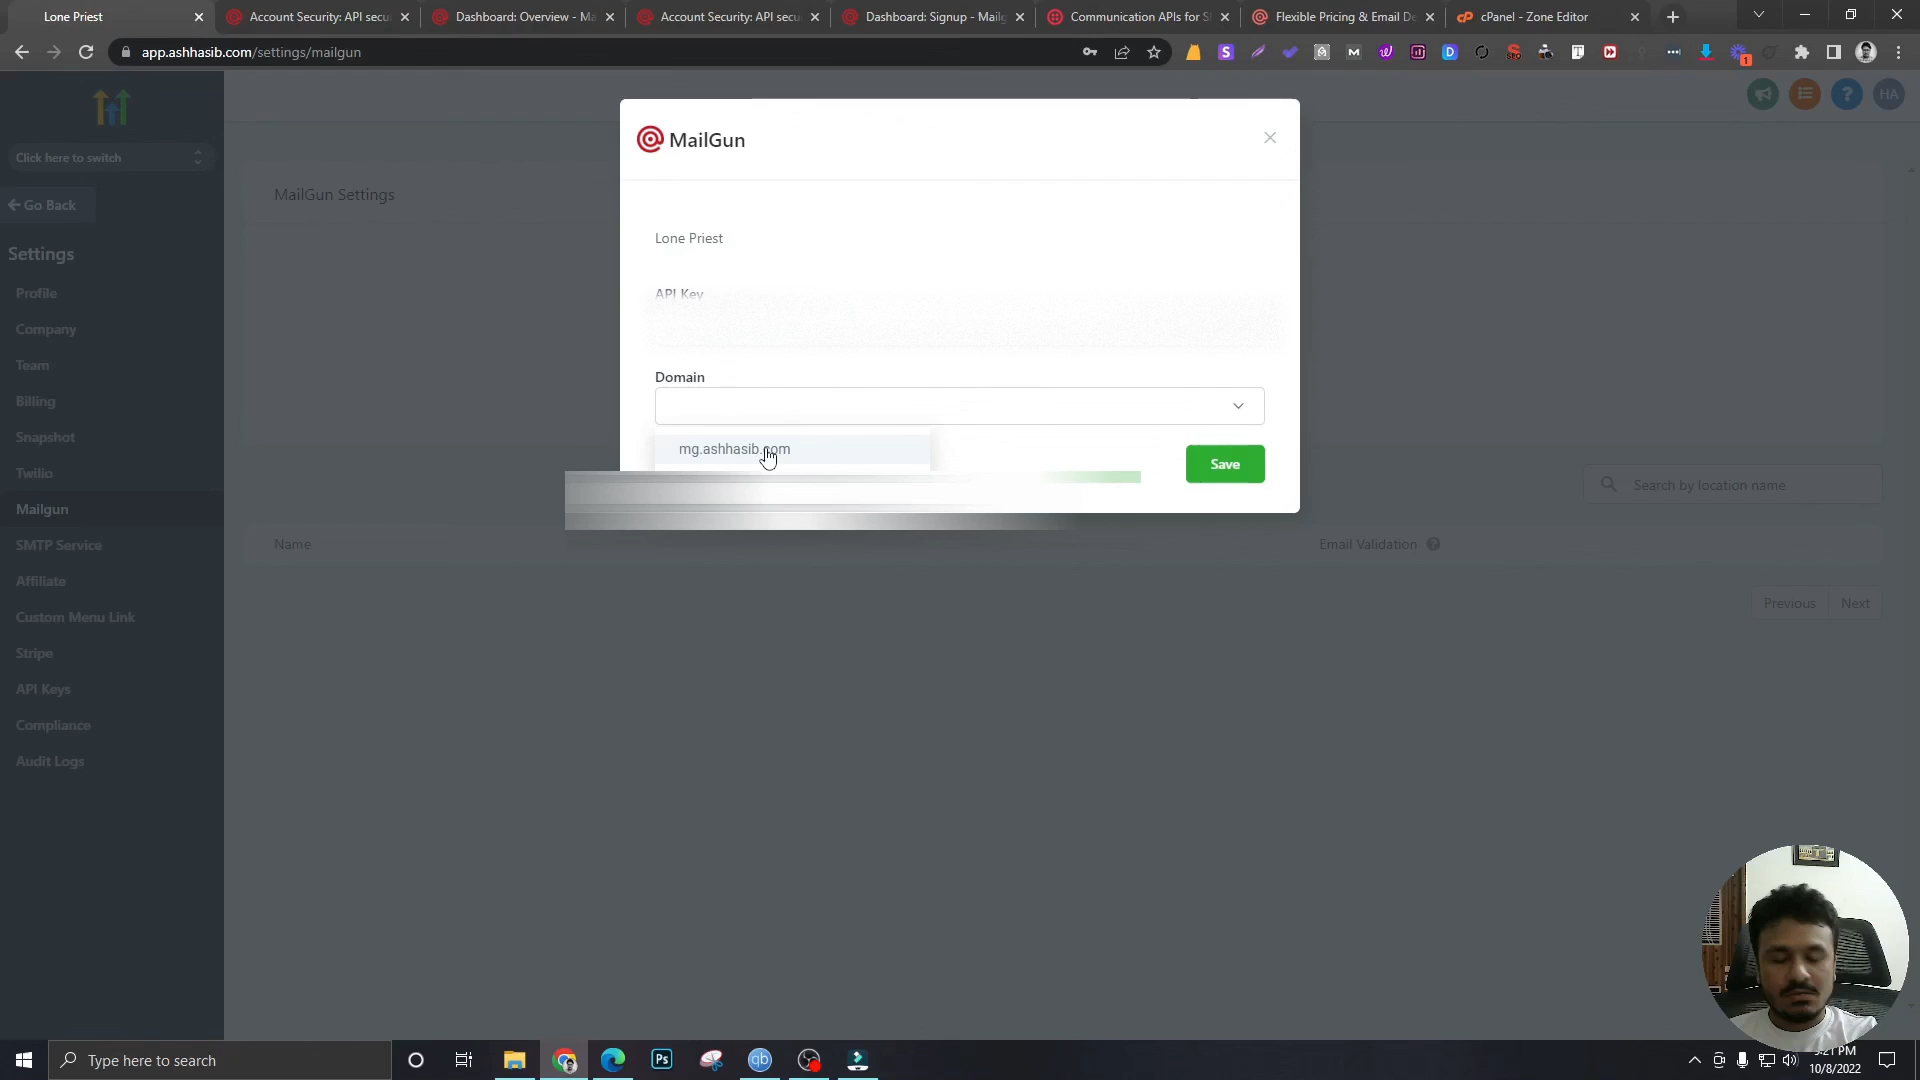 Lone Priest
Account Security: API secu
Dashboard: Overview - Ma
Account Security: API secu
Dashboard: Signup - Mailg
Communication APIs for S
Flexible Pricing & Email De
cPanel - Zone Editor
app.ashhasib.com/settings/mailgun
Click here to switch
Go Back
Settings
Profile
Company
Team
Billing
Snapshot
Twilio
Mailgun
SMTP Service
Affiliate
Custom Menu Link
Stripe
API Keys
Compliance
Audit Logs
HA
MailGun Settings
MailGun
Lone Priest
API Key
Domain
mg.ashhasib.com
Save
Search by location name
Name
Email Validation
Previous
Next
Type here to search
10/8/2022